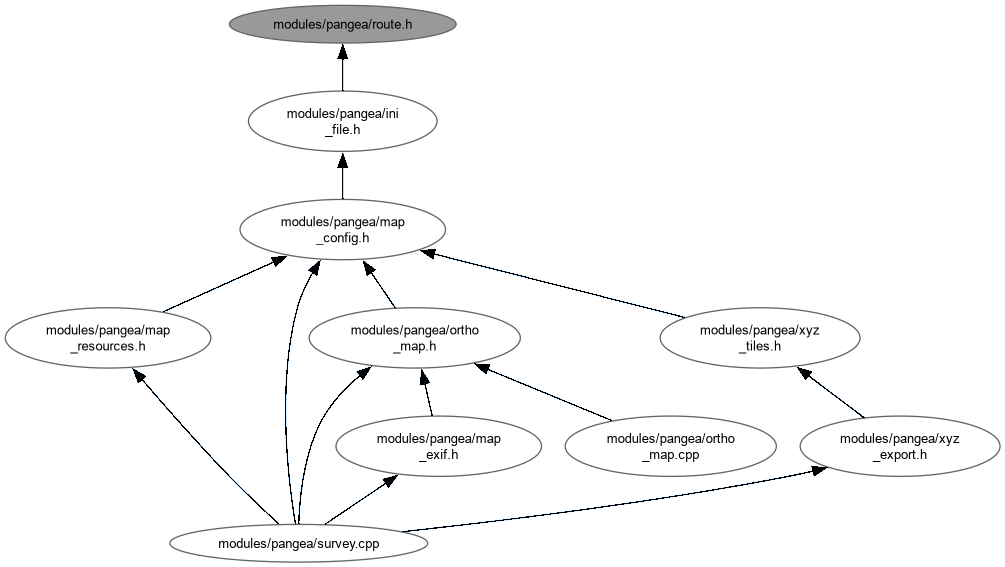 modules/pangea/route.h
modules/pangea/ini
_file.h
modules/pangea/map
_config.h
modules/pangea/map
_resources.h
modules/pangea/ortho
_map.h
modules/pangea/xyz
_tiles.h
modules/pangea/map
_exif.h
modules/pangea/ortho
_map.cpp
modules/pangea/xyz
_export.h
modules/pangea/survey.cpp